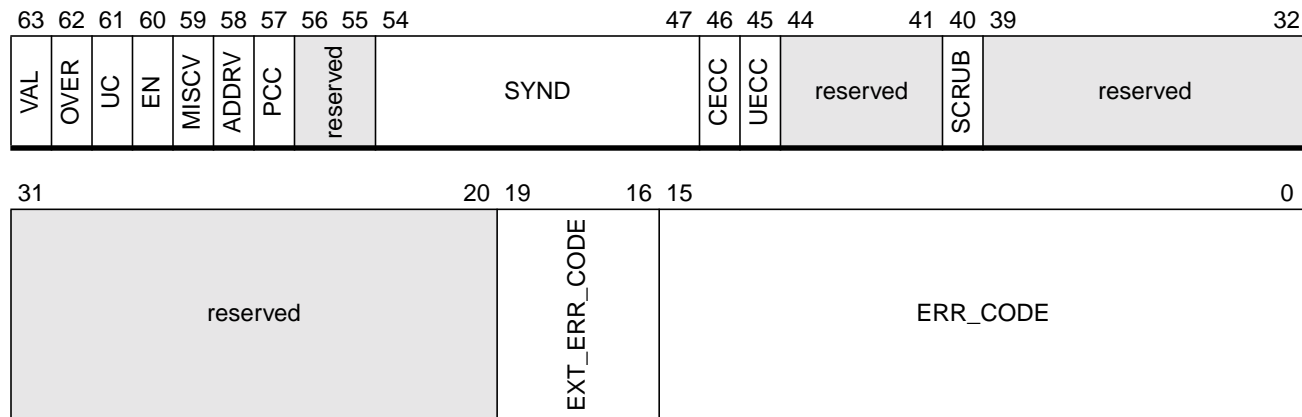 63 62 61 60 59 58 57 56 55 54 47 46 45 44 41 40 39 32
VAL OVER UC EN MISCV ADDRV PCC reserved SYND CECC UECC reserved SCRUB reserved
31 20 19 16 15 0
reserved EXT_ERR_CODE ERR_CODE